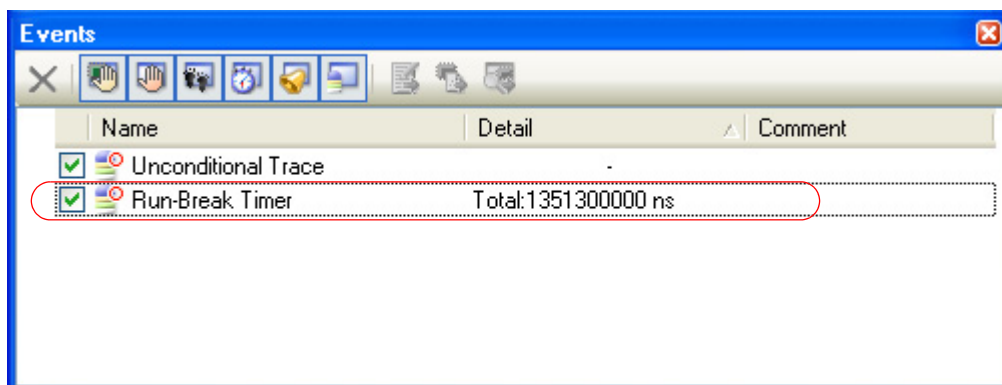 Events
Name Detail Comment
Unconditional Trace -
Run-Break Timer Total:1351300000 ns